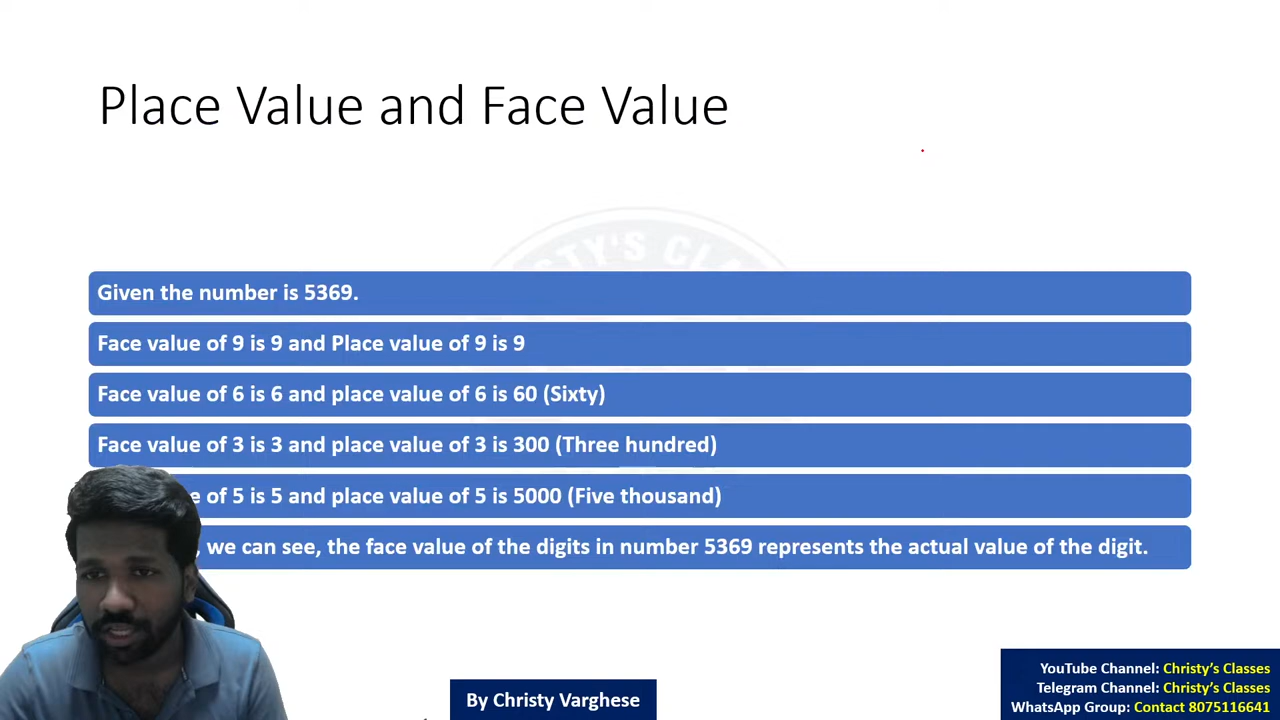 Place Value and Face Value
Given the number is 5369.
Face value of 9 is 9 and Place value of 9 is 9
Face value of 6 is 6 and place value of 6 is 60 (Sixty)
Face value of 3 is 3 and place value of 3 is 300 (Three hundred)
of 5 is 5 and place value of 5 is 5000 (Five thousand)
, we can see, the face value of the digits in number 5369 represents the actual value of the digit.
By Christy Varghese
YouTube Channel: Christy's Classes
Telegram Channel: Christy's Classes
WhatsApp Group: Contact 8075116641